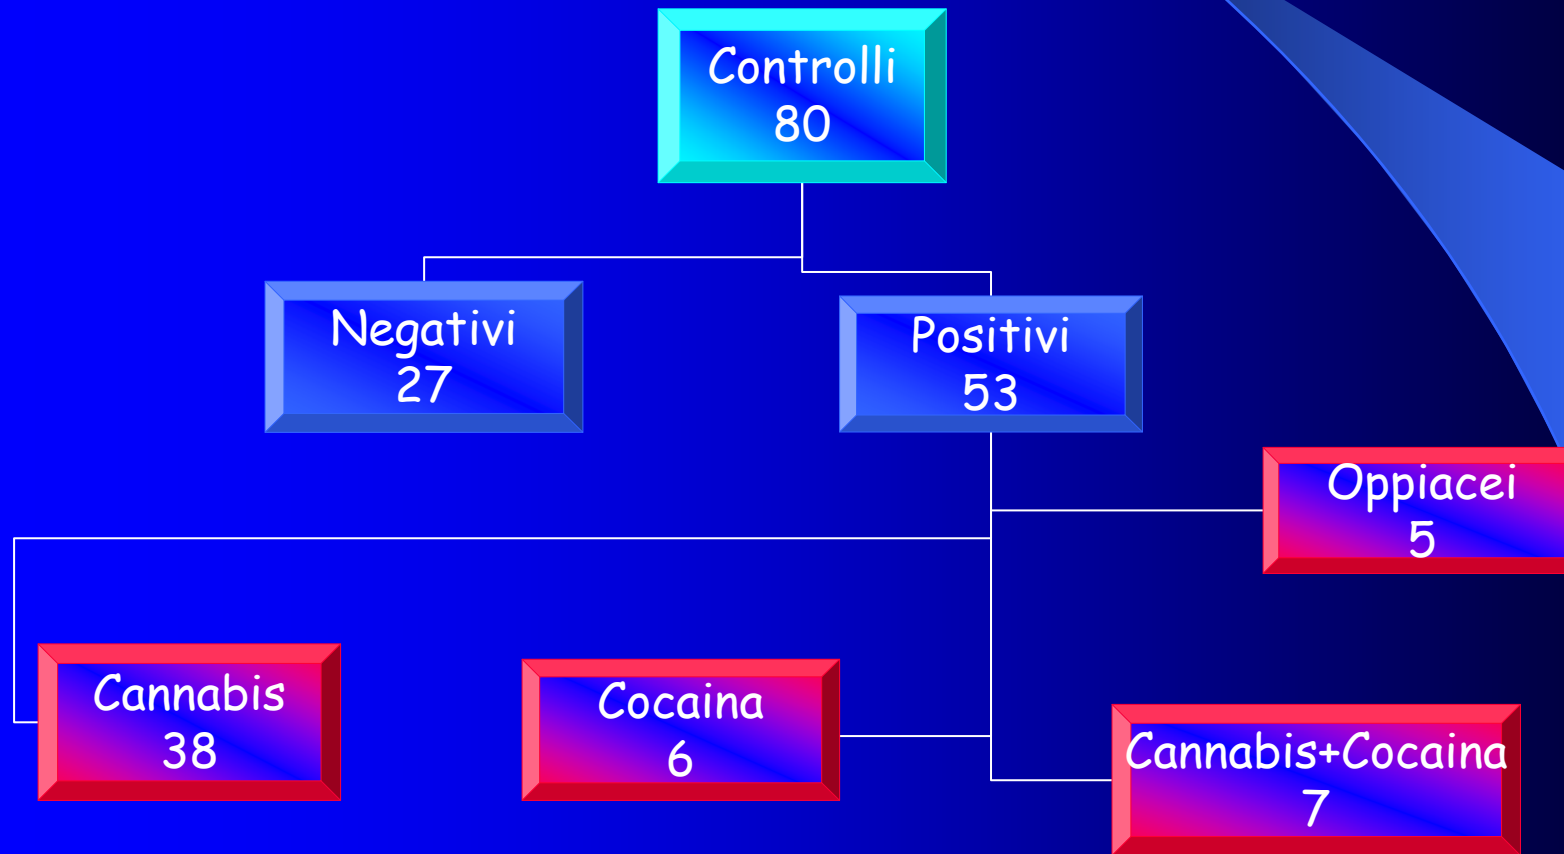 Controlli
80
Negativi
27
Positivi
53
Oppiacei
5
Cannabis
38
Cocaina
6
Cannabis+Cocaina
7